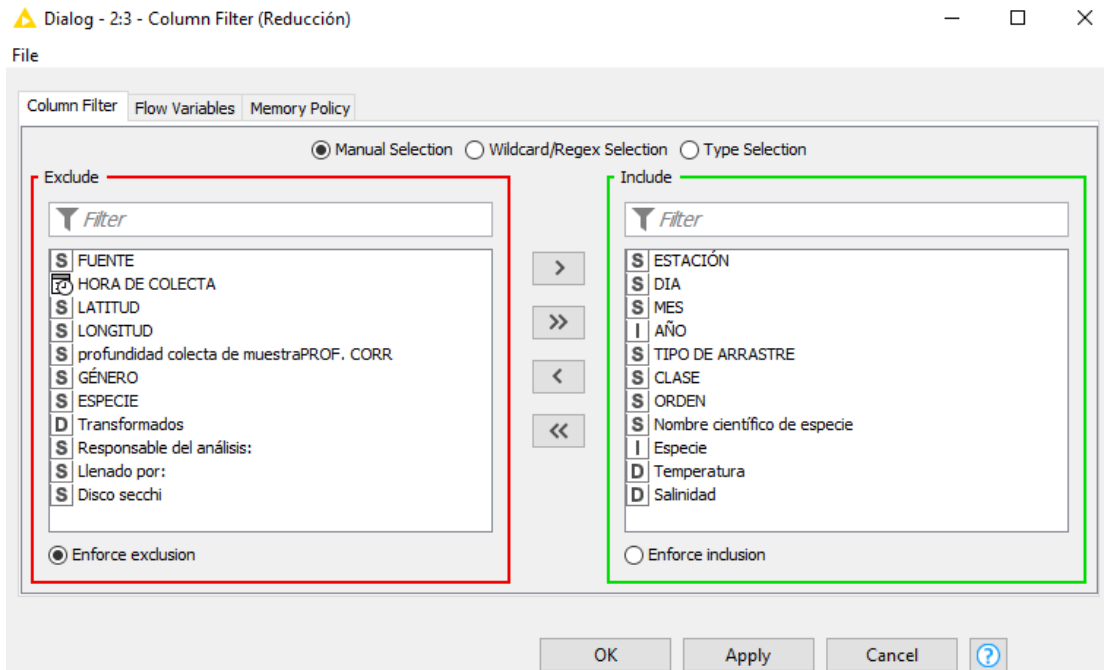 Dialog - 2:3 - Column Filter (Reducción)
File
Column Filter Flow Variables Memory Policy
Manual Selection Wildcard/Regex Selection Type Selection
Exclude
Filter
S FUENTE
HORA DE COLECTA
S LATITUD
S LONGITUD
S profundidad colecta de muestraPROF. CORR
S GÉNERO
S ESPECIE
D Transformados
S Responsable del análisis:
S Llenado por:
S Disco secchi
Enforce exclusion
>
>>
<
<<
Include
Filter
S ESTACIÓN
S DIA
S MES
I AÑO
S TIPO DE ARRASTRE
S CLASE
S ORDEN
S Nombre científico de especie
I Especie
D Temperatura
D Salinidad
Enforce inclusion
OK Apply Cancel ?